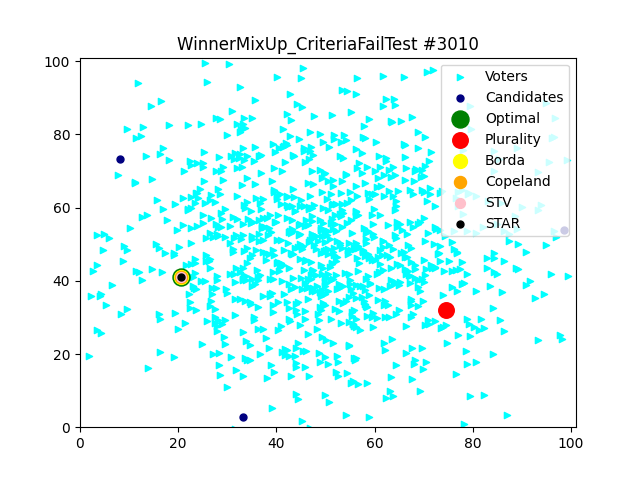 WinnerMixUp_CriteriaFailTest #3010
100
80
60
40
20
0
0 20 40 60 80 100
Voters
Candidates
Optimal
Plurality
Borda
Copeland
STV
STAR